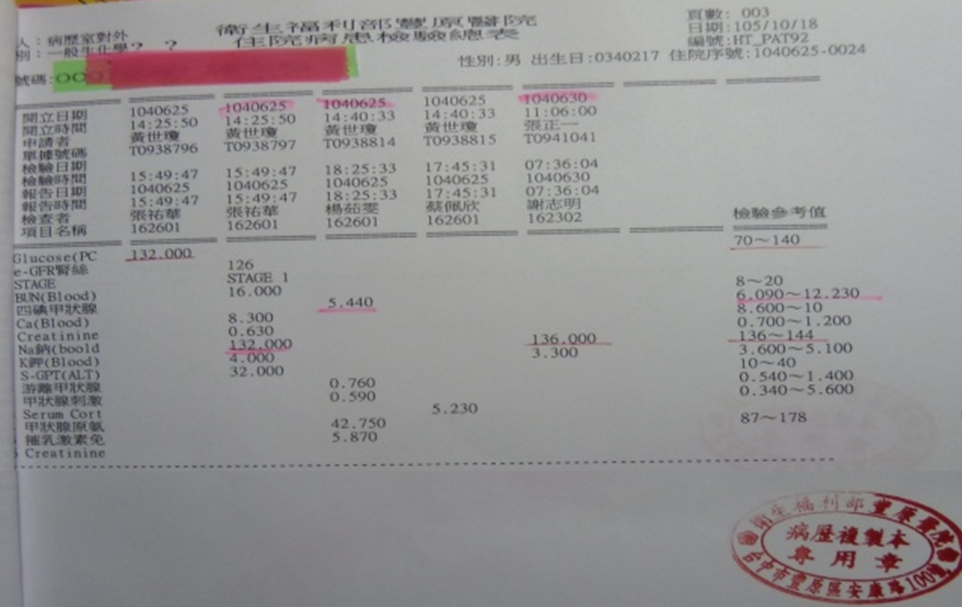 衛生福利部豐原醫院
住院病患檢驗總表
頁數: 003
日期:105/10/18
編號:HT_PAT92
人: 病歷室對外
別: 一般生化學? ?
號碼:
性別:男 出生日:0340217 住院序號:1040625-0024
開立日期 1040625 1040625 1040625 1040625 1040630
開立時間 14:25:50 14:25:50 14:40:33 14:40:33 11:06:00
申請者 黃世瓊 黃世瓊 黃世瓊 黃世瓊 張正一
單據號碼 T0938796 T0938797 T0938814 T0938815 T0941041
檢驗日期
檢驗時間 15:49:47 15:49:47 18:25:33 17:45:31 07:36:04
報告日期 1040625 1040625 1040625 1040625 1040630
報告時間 15:49:47 15:49:47 18:25:33 17:45:31 07:36:04
檢查者 張祐華 張祐華 楊茹雯 蔡佩欣 謝志明
項目名稱 162601 162601 162601 162601 162302 檢驗參考值
Glucose(PC 132.000 70~140
e-GFR腎絲 126
STAGE STAGE 1
BUN(Blood) 16.000 8~20
四碘甲狀腺 5.440 6.090~12.230
Ca(Blood) 8.300 8.600~10
Creatinine 0.630 0.700~1.200
Na鈉(boold 132.000 136.000 136~144
K鉀(Blood) 4.000 3.300 3.600~5.100
S-GPT(ALT) 32.000 10~40
游離甲狀腺 0.760 0.540~1.400
甲狀腺刺激 0.590 0.340~5.600
Serum Cort 5.230
甲狀腺原氨 42.750 87~178
摧乳激素免 5.870
Creatinine
衛生福利部豐原醫院
病歷複製本
專用章
台中市豐原區安康路100號